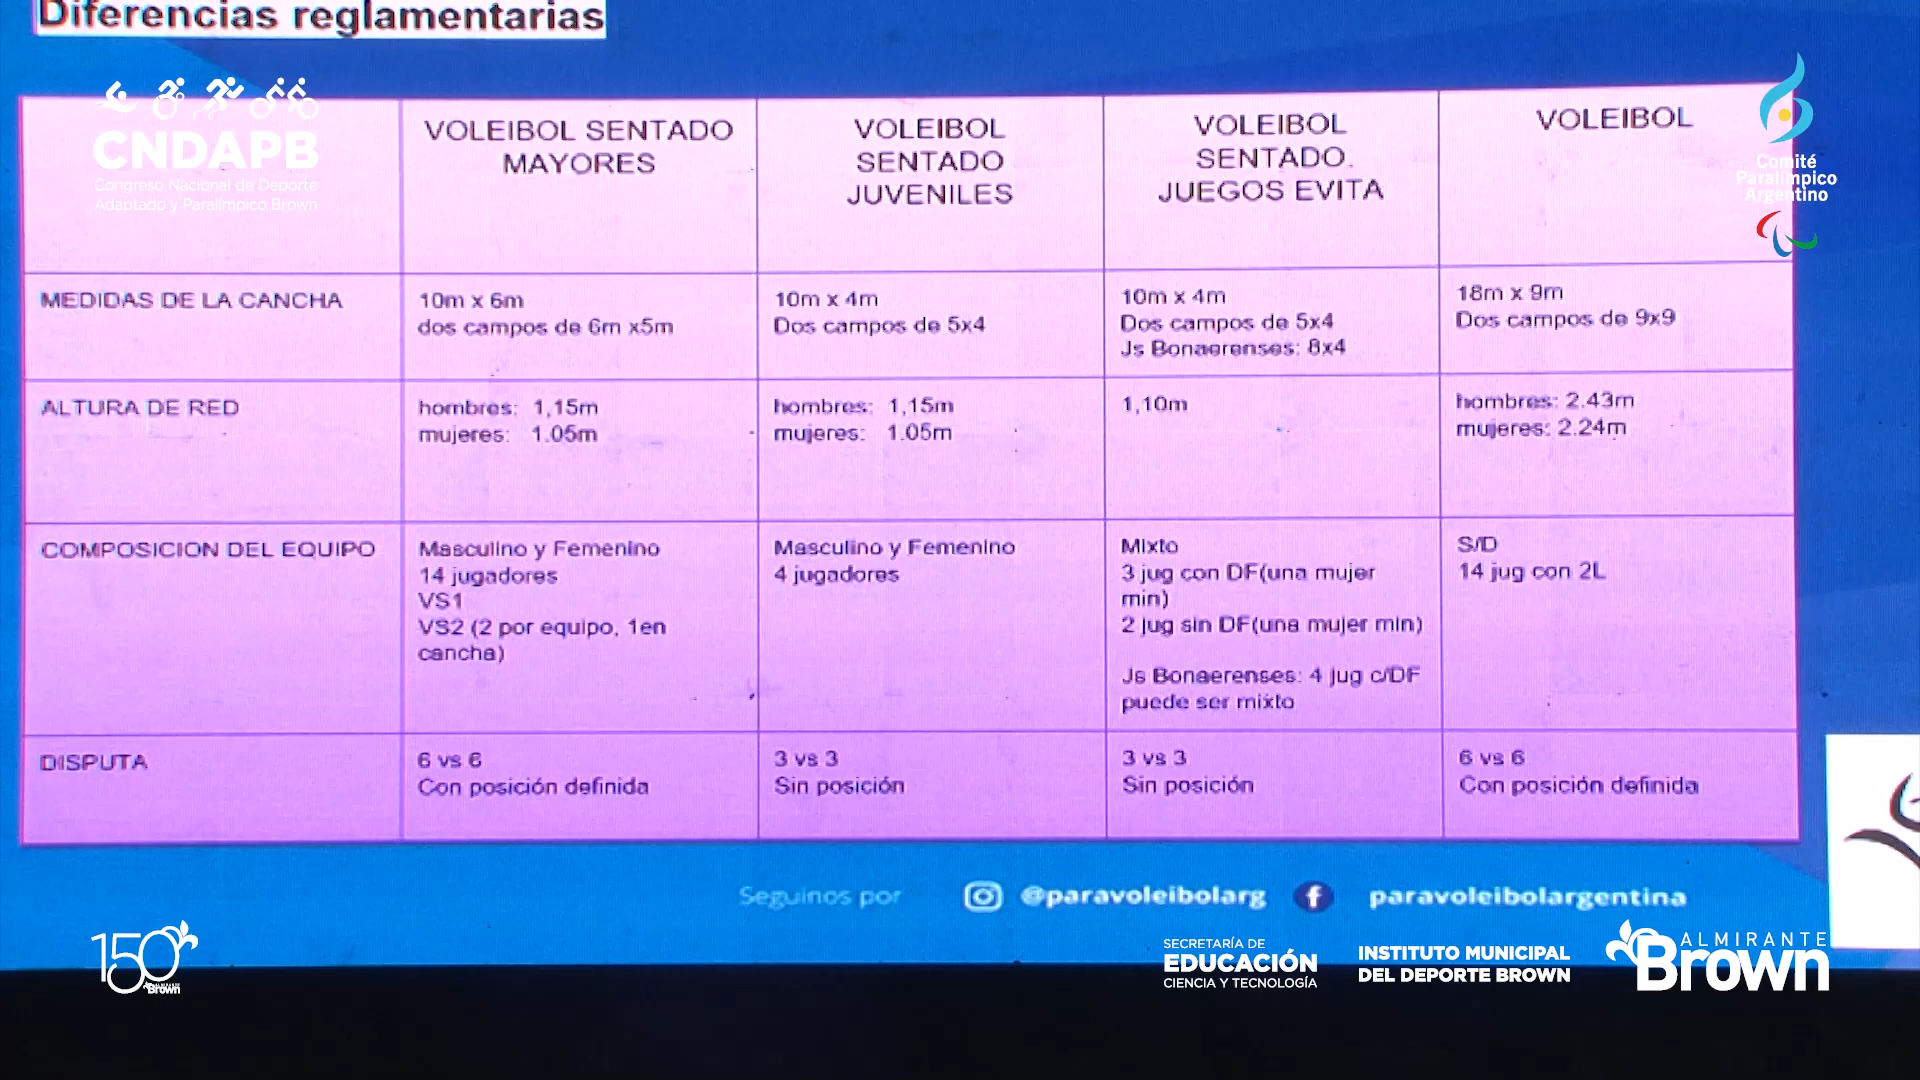 Diferencias reglamentarias
CNDAPB
Congreso Nacional de Deporte
Adaptado y Paralímpico Brown
Comité
Paralímpico
Argentino
VOLEIBOL SENTADO
MAYORES
VOLEIBOL
SENTADO
JUVENILES
VOLEIBOL
SENTADO.
JUEGOS EVITA
VOLEIBOL
MEDIDAS DE LA CANCHA
10m x 6m
dos campos de 6m x5m
10m x 4m
Dos campos de 5x4
10m x 4m
Dos campos de 5x4
Js Bonaerenses: 8x4
18m x 9m
Dos campos de 9x9
ALTURA DE RED
hombres: 1,15m
mujeres: 1.05m
hombres: 1,15m
mujeres: 1.05m
1,10m
hombres: 2.43m
mujeres: 2.24m
COMPOSICION DEL EQUIPO
Masculino y Femenino
14 jugadores
VS1
VS2 (2 por equipo, 1en
cancha)
Masculino y Femenino
4 jugadores
Mixto
3 jug con DF(una mujer
min)
2 jug sin DF(una mujer min)
Js Bonaerenses: 4 jug c/DF
puede ser mixto
S/D
14 jug con 2L
DISPUTA
6 vs 6
Con posición definida
3 vs 3
Sin posición
3 vs 3
Sin posición
6 vs 6
Con posición definida
Seguinos por
@paravoleibolarg
paravoleibolargentina
150
Brown
SECRETARÍA DE
EDUCACIÓN
CIENCIA Y TECNOLOGÍA
INSTITUTO MUNICIPAL
DEL DEPORTE BROWN
ALMIRANTE
Brown